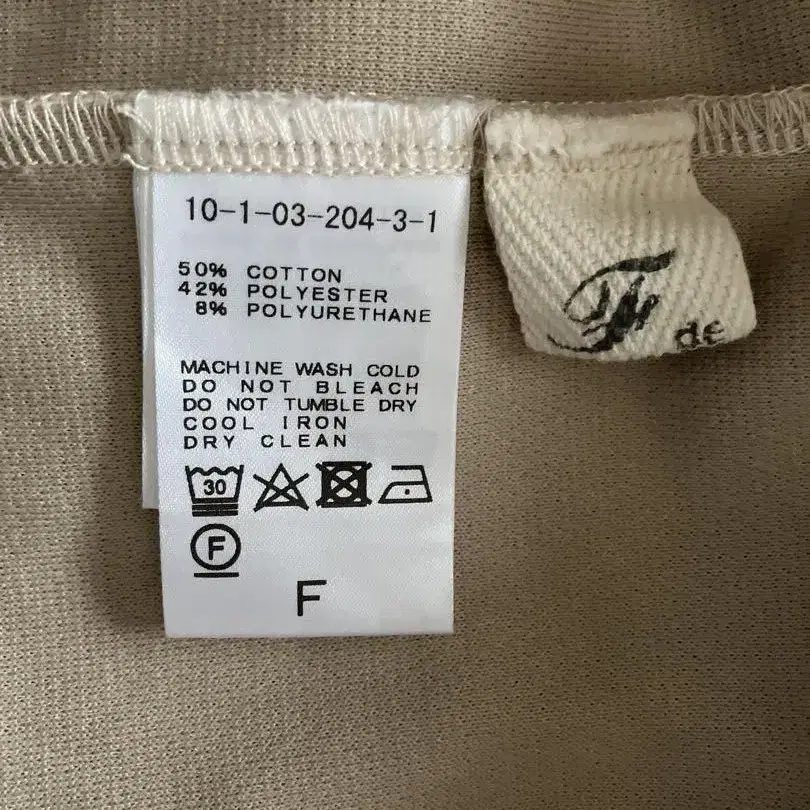 10-1-03-204-3-1
50% COTTON
42% POLYESTER
8% POLYURETHANE
MACHINE WASH COLD
DO NOT BLEACH
DO NOT TUMBLE DRY
COOL IRON
DRY CLEAN
30
F
F
de